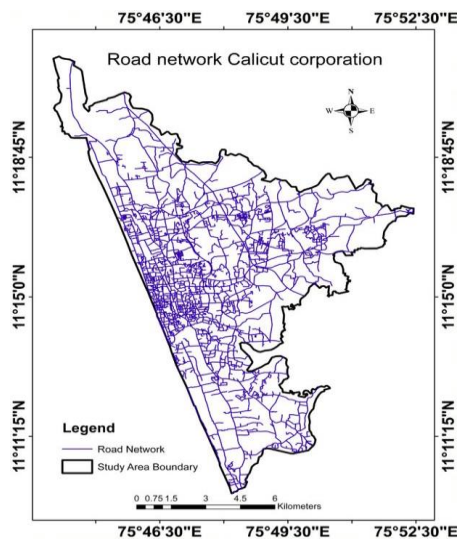 75°46'30"E 75°49'30"E 75°52'30"E
Road network Calicut corporation
N
W E
S
11°18'45"N 11°18'45"N
11°15'0"N 11°15'0"N
11°11'15"N 11°11'15"N
Legend
Road Network
Study Area Boundary
0 0.75 1.5 3 4.5 6
Kilometers
75°46'30"E 75°49'30"E 75°52'30"E